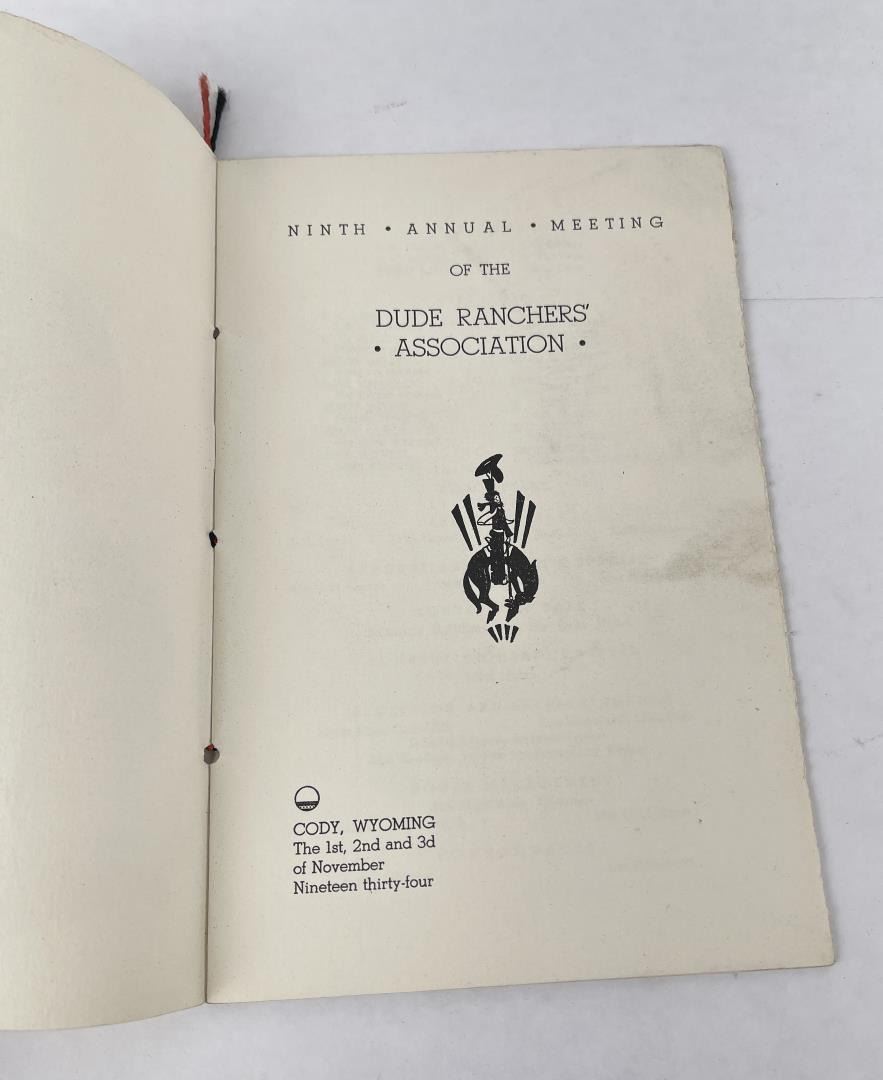 NINTH • ANNUAL • MEETING
OF THE
DUDE RANCHERS'
• ASSOCIATION •
CODY, WYOMING
The 1st, 2nd and 3d
of November
Nineteen thirty-four